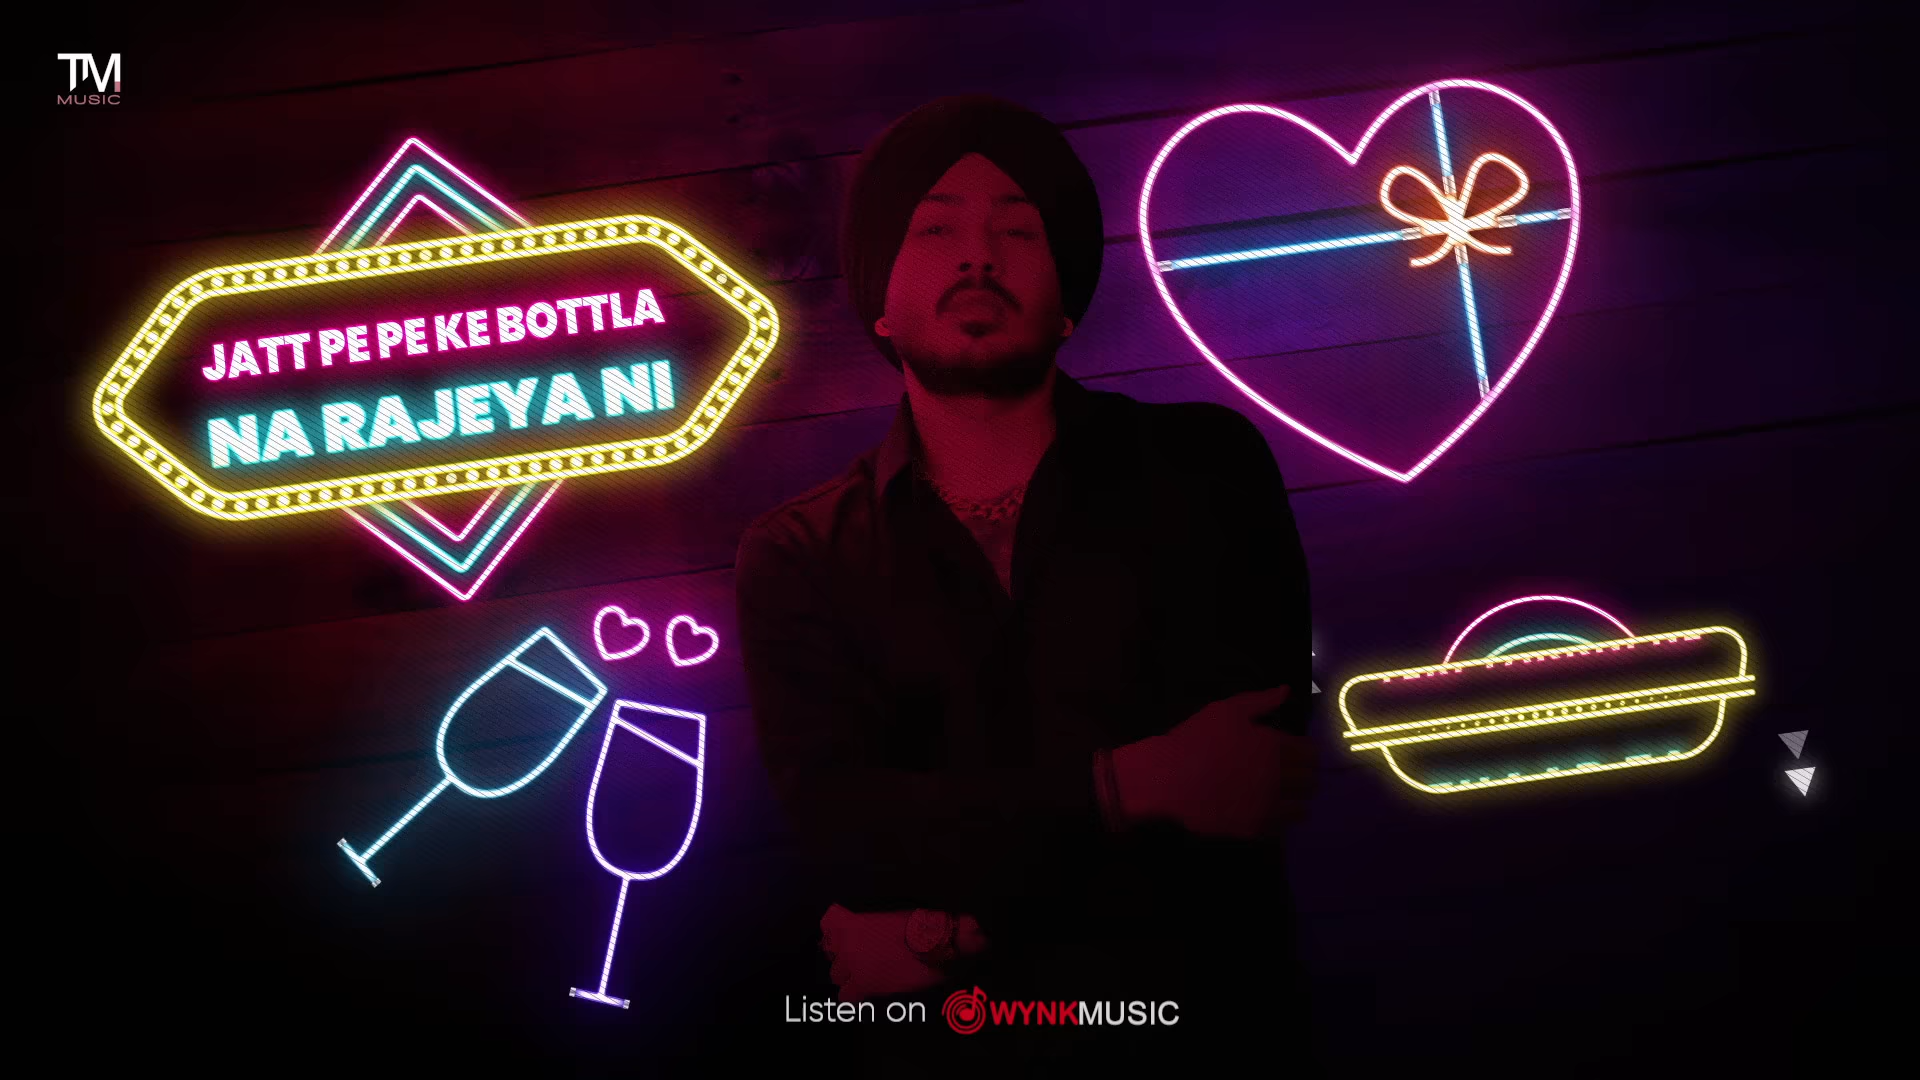 TM
MUSIC
JATT PE PE KE BOTTLA
NA RAJEYA NI
Listen on WYNKMUSIC